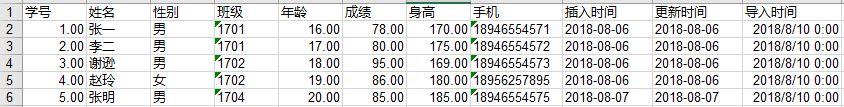 1 学号 姓名 性别 班级 年龄 成绩 身高 手机 插入时间 更新时间 导入时间
2 1.00 张一 男 1701 16.00 78.00 170.00 18946554571 2018-08-06 2018-08-06 2018/8/10 0:00
3 2.00 李二 男 1701 17.00 80.00 175.00 18946554572 2018-08-06 2018-08-06 2018/8/10 0:00
4 3.00 谢逊 男 1702 18.00 95.00 169.00 18946554573 2018-08-06 2018-08-06 2018/8/10 0:00
5 4.00 赵玲 女 1702 19.00 86.00 180.00 18956257895 2018-08-06 2018-08-06 2018/8/10 0:00
6 5.00 张明 男 1704 20.00 85.00 185.00 18946554575 2018-08-07 2018-08-07 2018/8/10 0:00